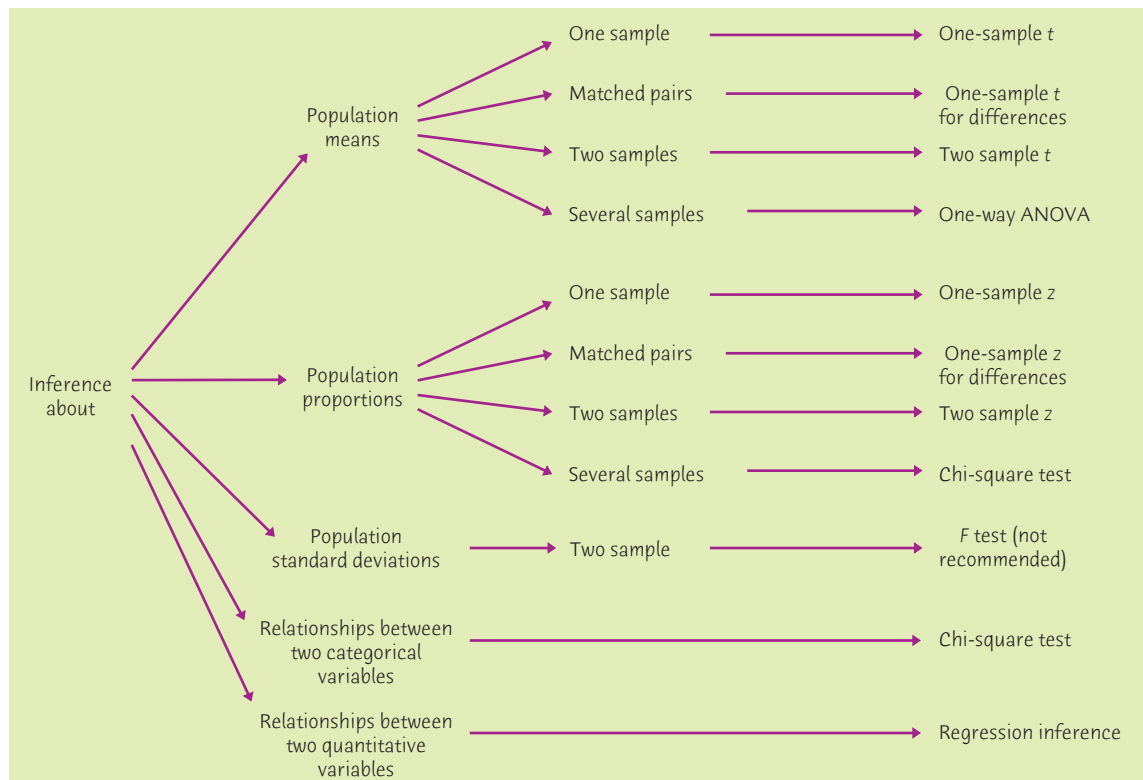 One sample
One-sample t
Population
means
Matched pairs
One-sample t
for differences
Two samples
Two sample t
Several samples
One-way ANOVA
One sample
One-sample z
Inference
about
Population
proportions
Matched pairs
One-sample z
for differences
Two samples
Two sample z
Several samples
Chi-square test
Population
standard deviations
Two sample
F test (not
recommended)
Relationships between
two categorical
variables
Chi-square test
Relationships between
two quantitative
variables
Regression inference